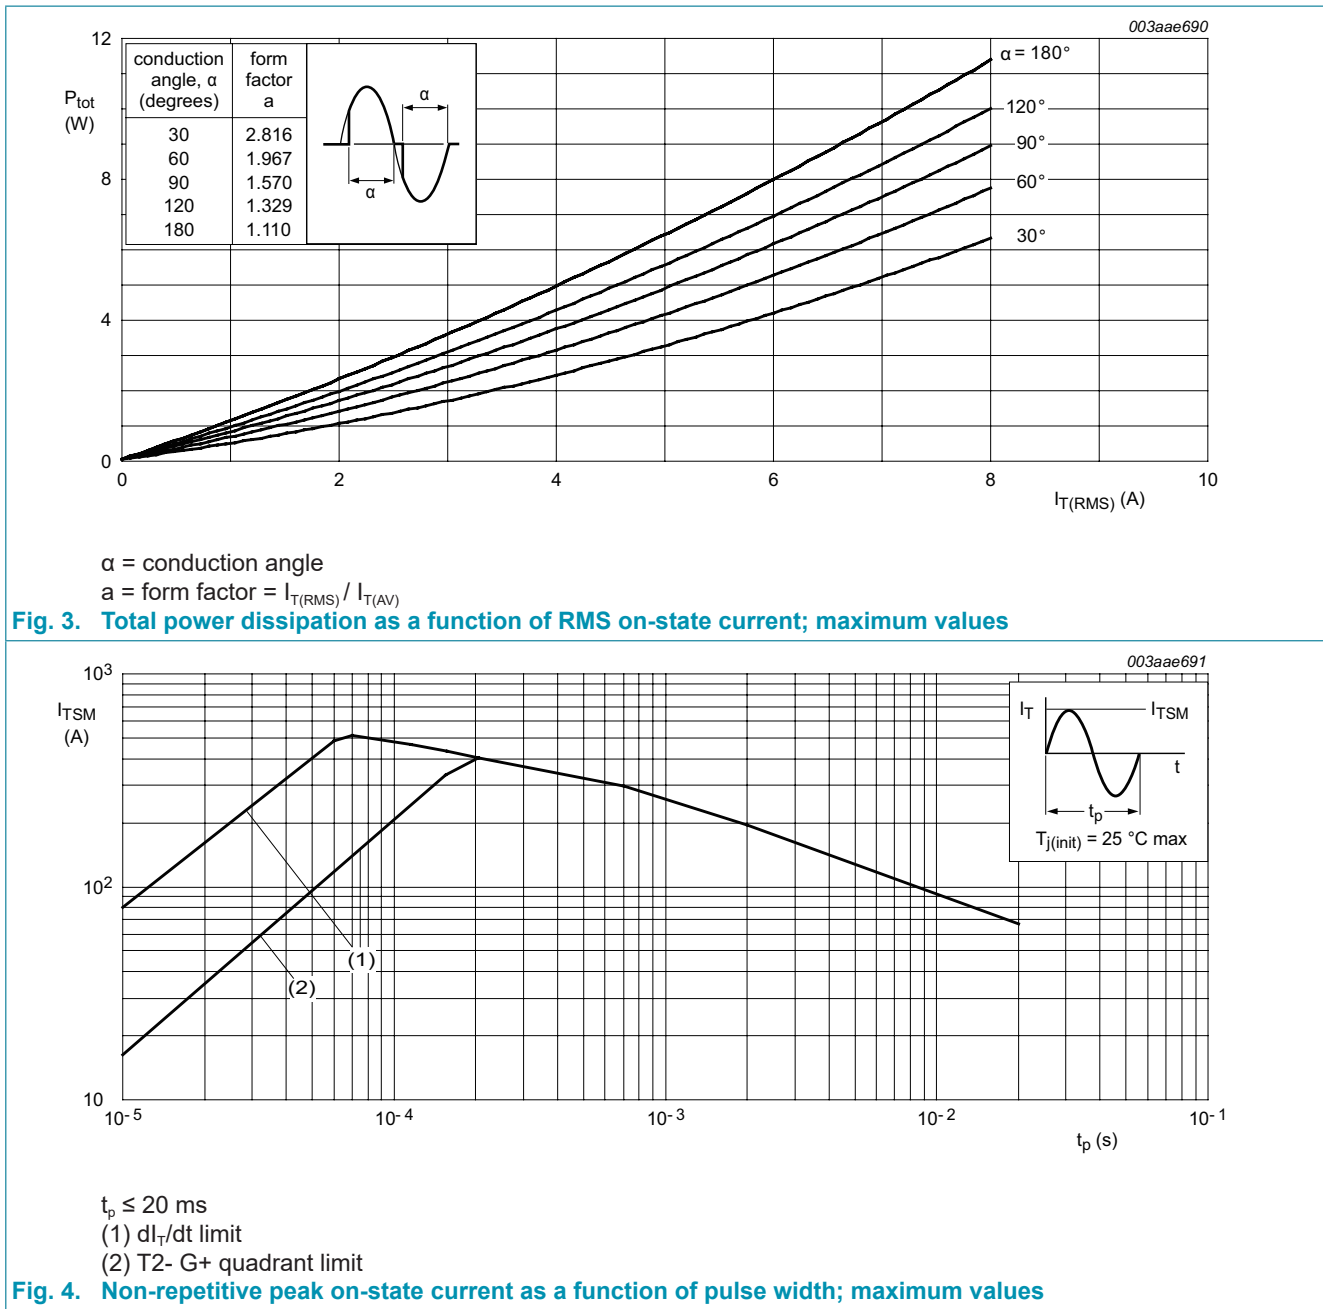 003aae690
12
8
4
0
P_tot
(W)
conduction angle, α (degrees) form factor a
30 2.816
60 1.967
90 1.570
120 1.329
180 1.110
α
α
α = 180°
120°
90°
60°
30°
0 2 4 6 8 10
I_T(RMS) (A)
α = conduction angle
a = form factor = I_T(RMS) / I_T(AV)
Fig. 3. Total power dissipation as a function of RMS on-state current; maximum values
003aae691
10^3
10^2
10
I_TSM
(A)
I_T
I_TSM
t
t_p
T_j(init) = 25 °C max
(1)
(2)
10^-5 10^-4 10^-3 10^-2 10^-1
t_p (s)
t_p ≤ 20 ms
(1) dI_T/dt limit
(2) T2- G+ quadrant limit
Fig. 4. Non-repetitive peak on-state current as a function of pulse width; maximum values